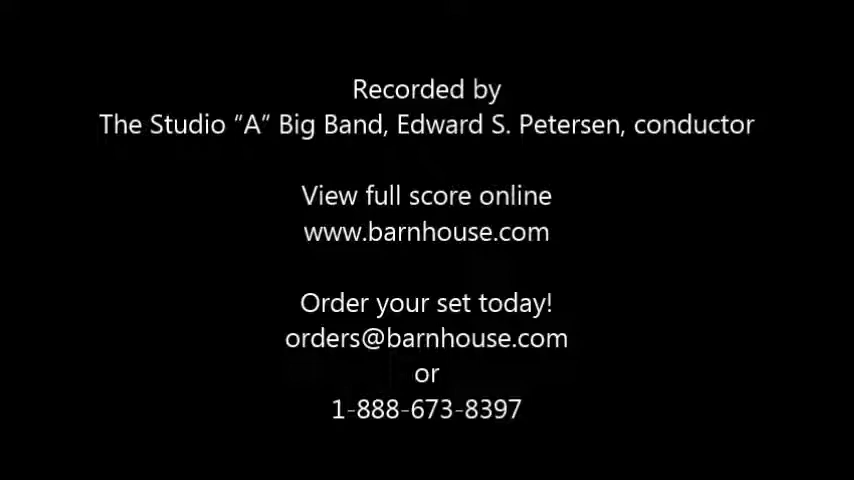 Recorded by
The Studio “A” Big Band, Edward S. Petersen, conductor
View full score online
www.barnhouse.com
Order your set today!
orders@barnhouse.com
or
1-888-673-8397